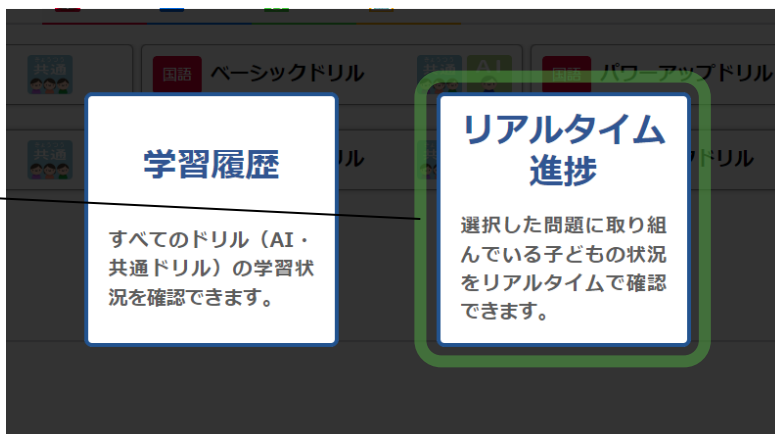 共通
国語 ベーシックドリル
共通 AI
国語 パワーアップドリル
共通
ドリル
クドリル
学習履歴
すべてのドリル(AI・
共通ドリル)の学習状
況を確認できます。
リアルタイム
進捗
選択した問題に取り組
んでいる子どもの状況
をリアルタイムで確認
できます。